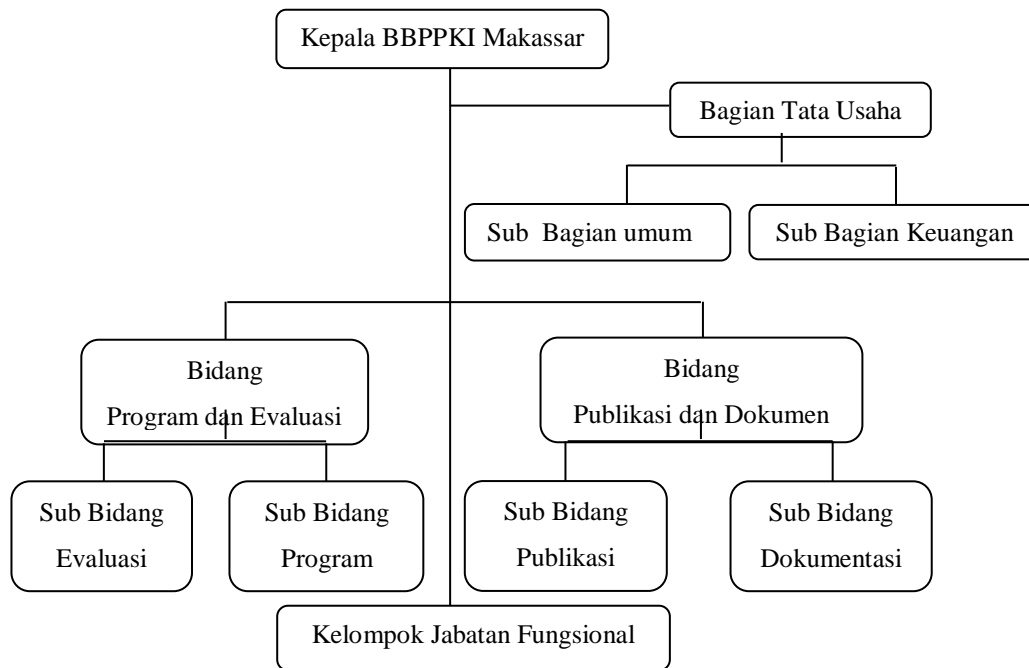 Kepala BBPPKI Makassar
Bagian Tata Usaha
Sub Bagian umum
Sub Bagian Keuangan
Bidang
Program dan Evaluasi
Bidang
Publikasi dan Dokumen
Sub Bidang
Evaluasi
Sub Bidang
Program
Sub Bidang
Publikasi
Sub Bidang
Dokumentasi
Kelompok Jabatan Fungsional